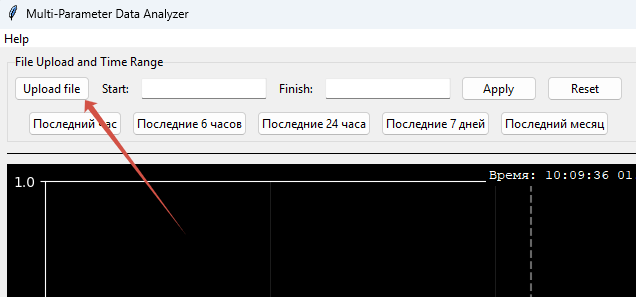 Multi-Parameter Data Analyzer
Help
File Upload and Time Range
Upload file Start: Finish: Apply Reset
Последний час Последние 6 часов Последние 24 часа Последние 7 дней Последний месяц
Время: 10:09:36 01
1.0